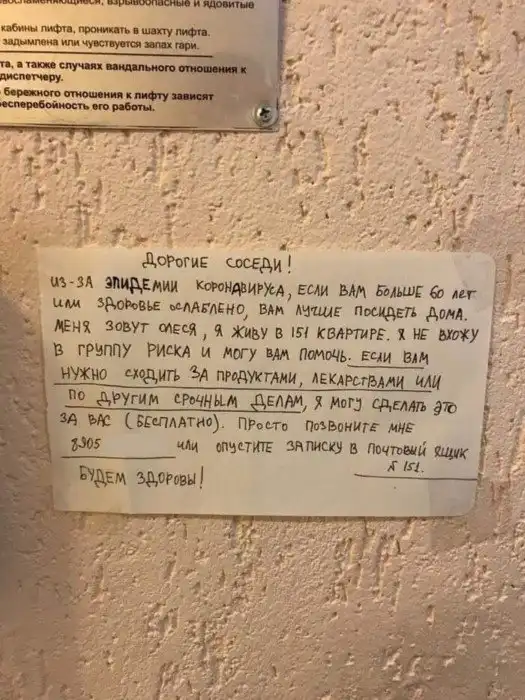 взрывоопасные и ядовитые
кабины лифта, проникать в шахту лифта.
задымлена или чувствуется запах гари.
та, а также случаях вандального отношения к
диспетчеру.
бережного отношения к лифту зависят
бесперебойность его работы.
ДОРОГИЕ СОСЕДИ!
ИЗ-ЗА ЭПИДЕМИИ КОРОНАВИРУСА, ЕСЛИ ВАМ БОЛЬШЕ 60 ЛЕТ
ИЛИ ЗДОРОВЬЕ ОСЛАБЛЕНО, ВАМ ЛУЧШЕ ПОСИДЕТЬ ДОМА.
МЕНЯ ЗОВУТ ОЛЕСЯ, Я ЖИВУ В 151 КВАРТИРЕ. Я НЕ ВХОЖУ
В ГРУППУ РИСКА И МОГУ ВАМ ПОМОЧЬ. ЕСЛИ ВАМ
НУЖНО СХОДИТЬ ЗА ПРОДУКТАМИ, ЛЕКАРСТВАМИ ИЛИ
ПО ДРУГИМ СРОЧНЫМ ДЕЛАМ, Я МОГУ СДЕЛАТЬ ЭТО
ЗА ВАС (БЕСПЛАТНО). ПРОСТО ПОЗВОНИТЕ МНЕ
8905 ИЛИ ОПУСТИТЕ ЗАПИСКУ В ПОЧТОВЫЙ ЯЩИК
№ 151.
БУДЕМ ЗДОРОВЫ!